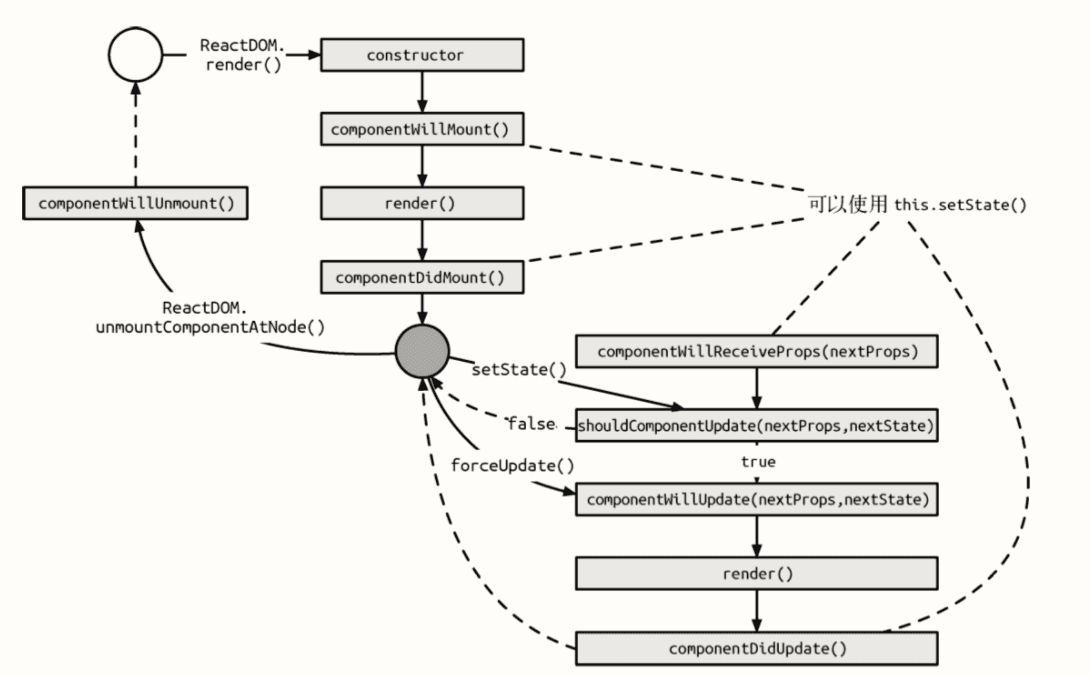 ReactDOM.
render()
constructor
componentWillMount()
componentWillUnmount()
render()
可以使用 this.setState()
componentDidMount()
ReactDOM.
unmountComponentAtNode()
componentWillReceiveProps(nextProps)
setState()
false
shouldComponentUpdate(nextProps,nextState)
forceUpdate()
true
componentWillUpdate(nextProps,nextState)
render()
componentDidUpdate()